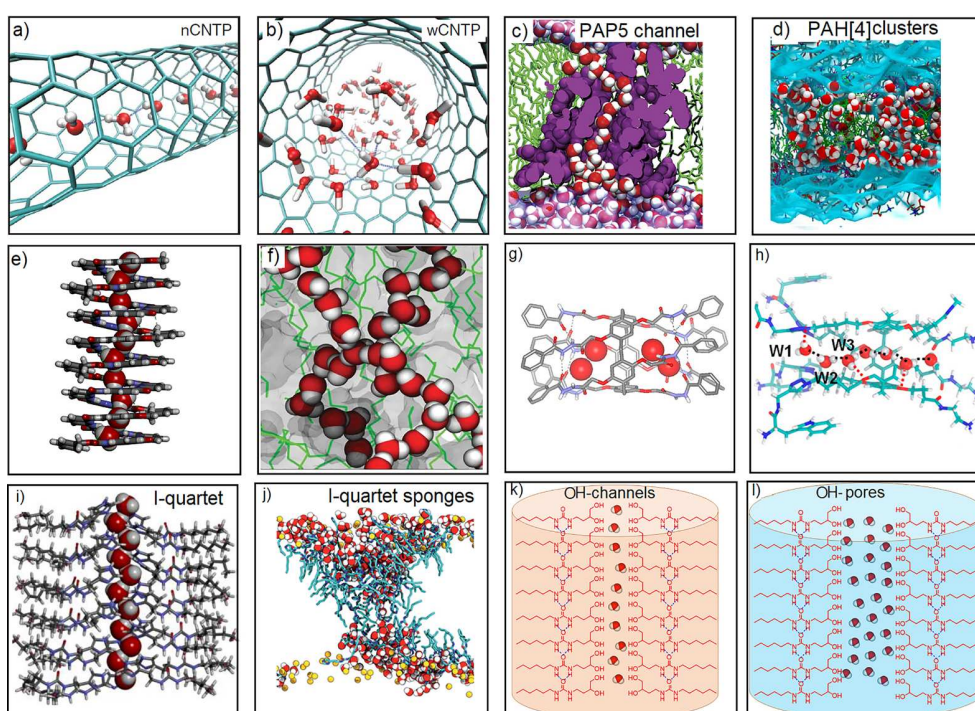 a) nCNTP
b) wCNTP
c) PAP5 channel
d) PAH[4]clusters
e)
f)
g)
h)
W1
W3
W2
i) I-quartet
j) I-quartet sponges
k) OH-channels
l) OH- pores